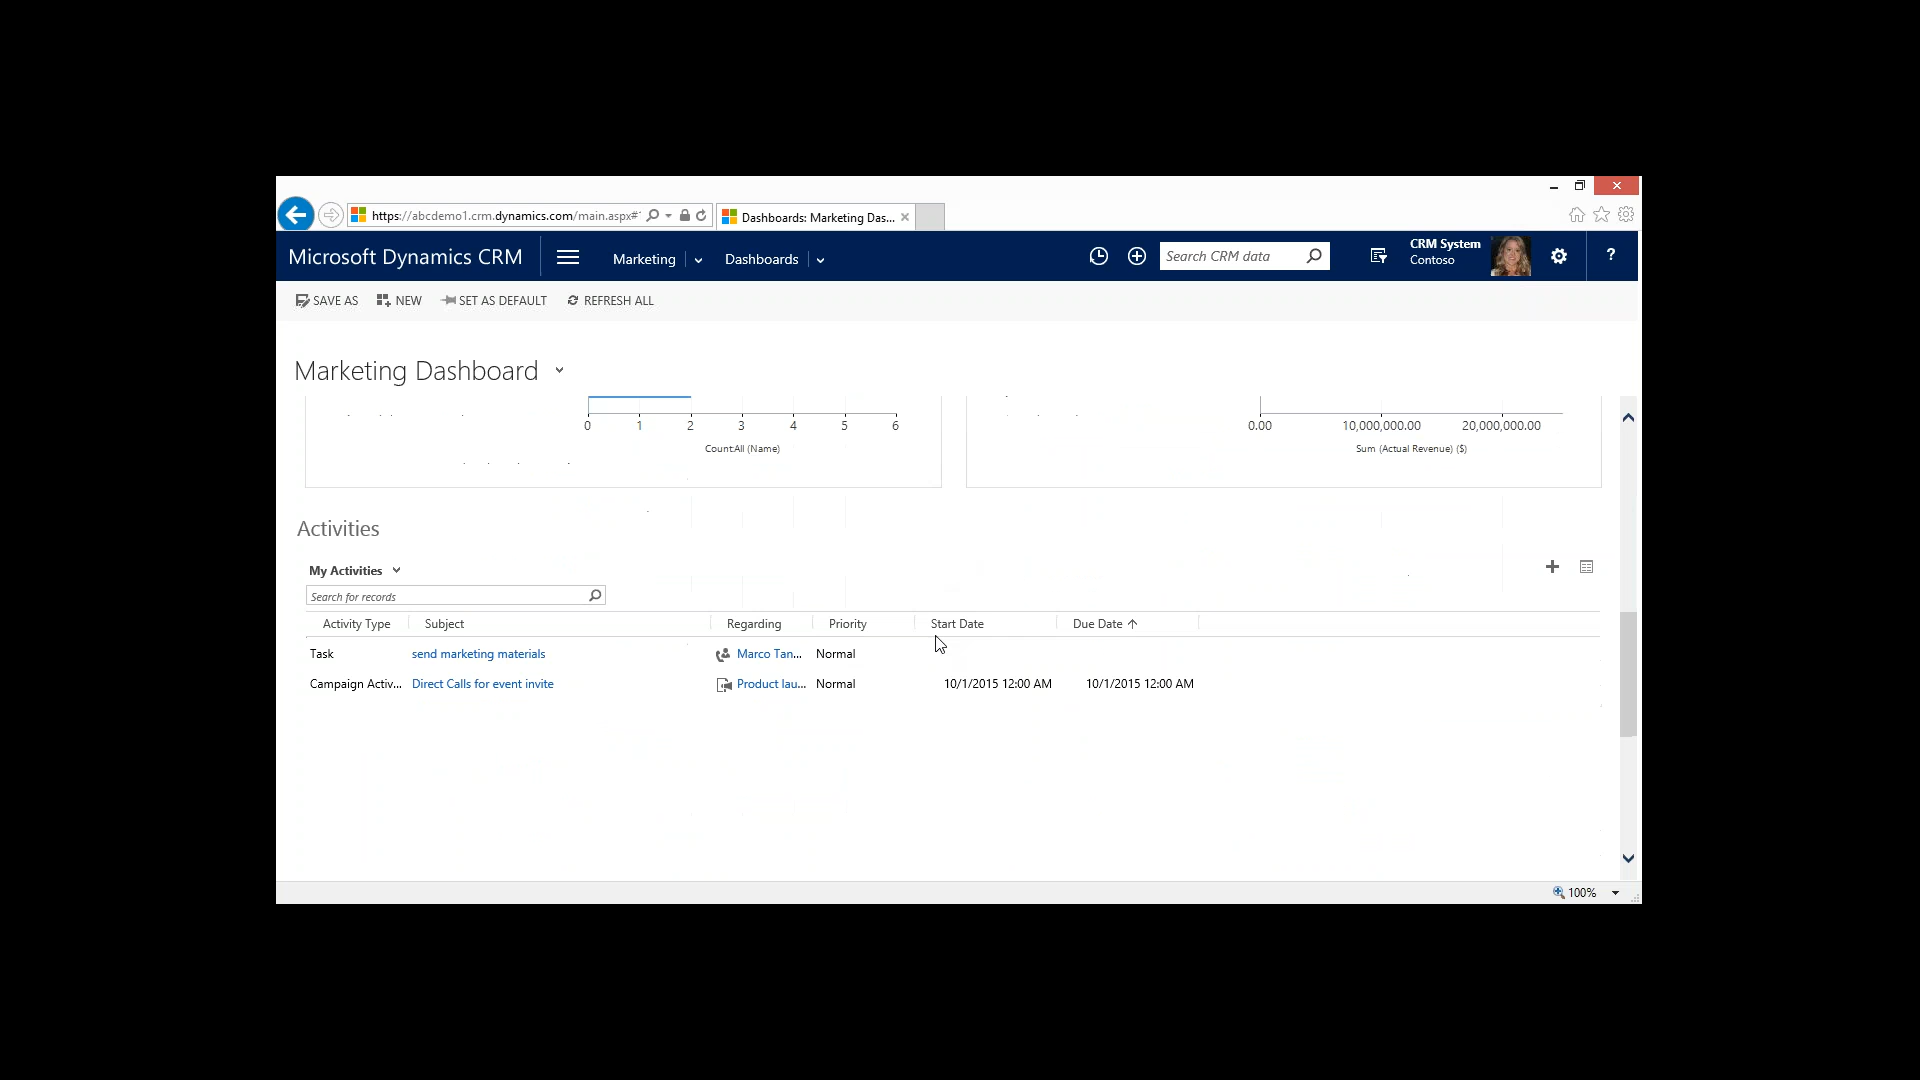 https://abcdemo1.crm.dynamics.com/main.aspx#
Dashboards: Marketing Das...
Microsoft Dynamics CRM
Marketing
Dashboards
Search CRM data
CRM System
Contoso
?
SAVE AS
NEW
SET AS DEFAULT
REFRESH ALL
Marketing Dashboard
0 1 2 3 4 5 6
CountAll (Name)
0.00 10,000,000.00 20,000,000.00
Sum (Actual Revenue) ($)
Activities
My Activities
Search for records
Activity Type Subject Regarding Priority Start Date Due Date
Task send marketing materials Marco Tan... Normal
Campaign Activ... Direct Calls for event invite Product lau... Normal 10/1/2015 12:00 AM 10/1/2015 12:00 AM
100%